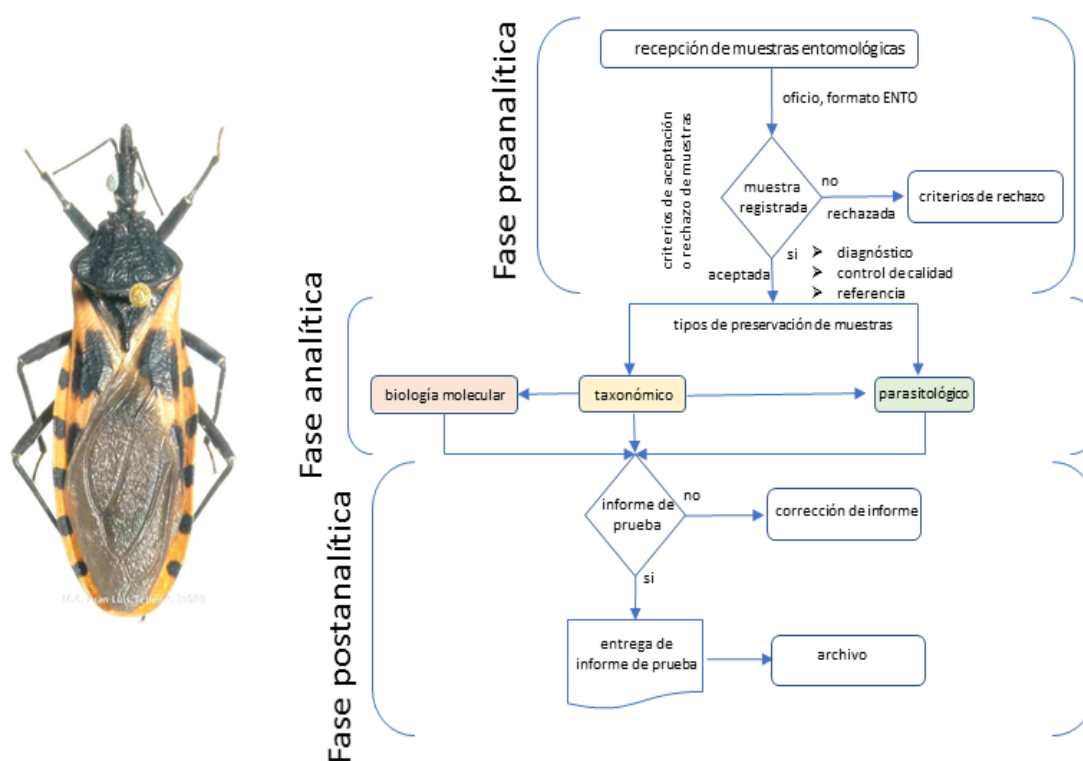 Fase preanalítica
recepción de muestras entomológicas
oficio, formato ENTO
criterios de aceptación
o rechazo de muestras
muestra
registrada
no
rechazada
criterios de rechazo
si
aceptada
➤ diagnóstico
➤ control de calidad
➤ referencia
Fase analítica
tipos de preservación de muestras
biología molecular
taxonómico
parasitológico
Fase postanalítica
informe de
prueba
no
corrección de informe
si
entrega de
informe de prueba
archivo
M.C. Juan Luis